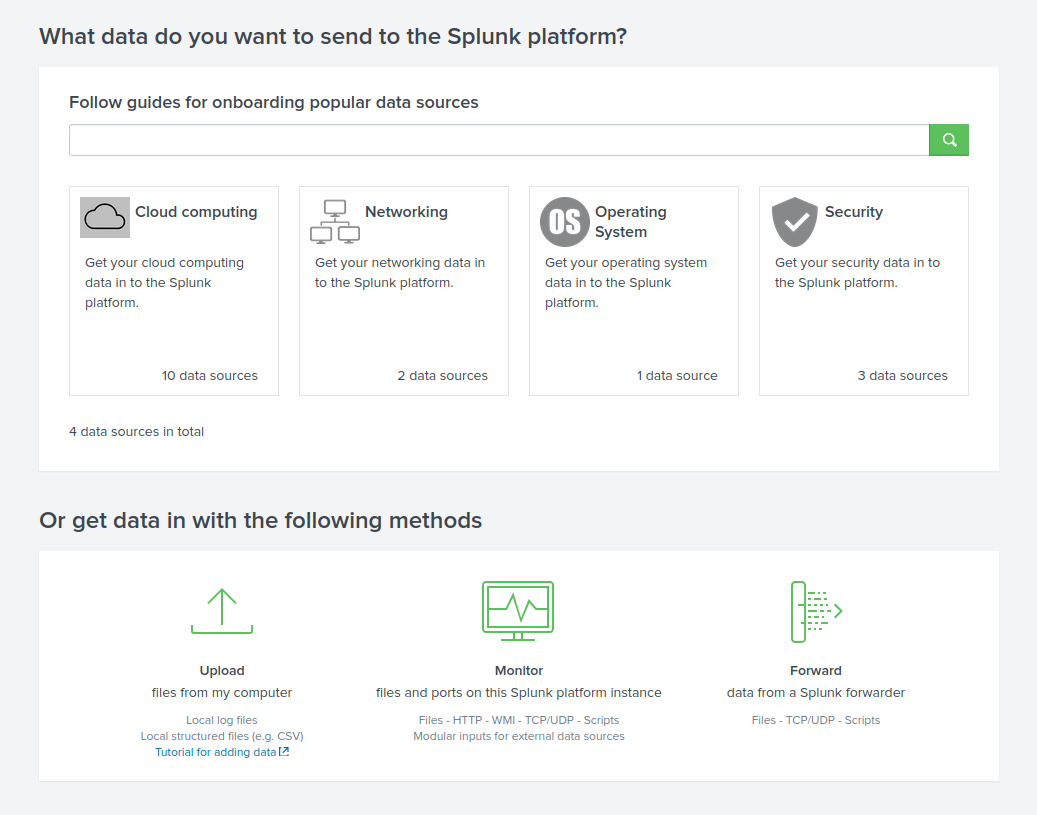 What data do you want to send to the Splunk platform?
Follow guides for onboarding popular data sources
Cloud computing
Get your cloud computing
data in to the Splunk
platform.
10 data sources
Networking
Get your networking data in
to the Splunk platform.
2 data sources
OS
Operating
System
Get your operating system
data in to the Splunk
platform.
1 data source
Security
Get your security data in to
the Splunk platform.
3 data sources
4 data sources in total
Or get data in with the following methods
Upload
files from my computer
Local log files
Local structured files (e.g. CSV)
Tutorial for adding data
Monitor
files and ports on this Splunk platform instance
Files - HTTP - WMI - TCP/UDP - Scripts
Modular inputs for external data sources
Forward
data from a Splunk forwarder
Files - TCP/UDP - Scripts